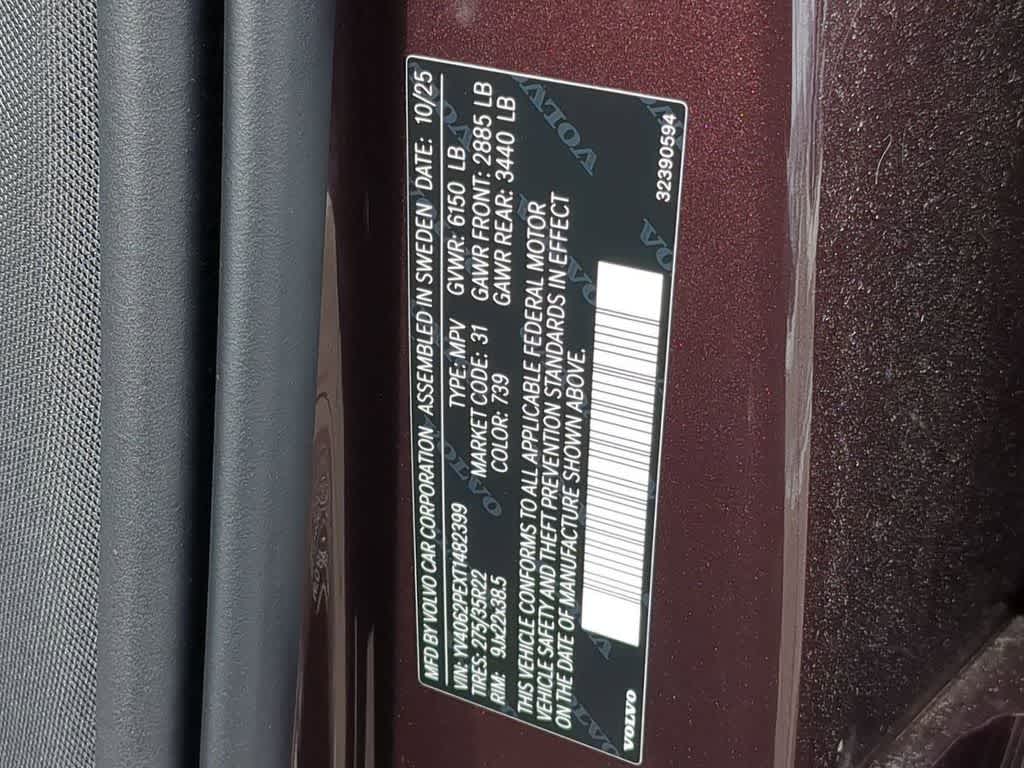 MFD BY VOLVO CAR CORPORATION ASSEMBLED IN SWEDEN DATE: 10/25
VIN: YV4062PEXT1482399 TYPE: MPV GVWR: 6150 LB
TIRES: 275/35R22 MARKET CODE: 31 GAWR FRONT: 2885 LB
RIM: 9Jx22x38.5 COLOR: 739 GAWR REAR: 3440 LB
THIS VEHICLE CONFORMS TO ALL APPLICABLE FEDERAL MOTOR
VEHICLE SAFETY AND THEFT PREVENTION STANDARDS IN EFFECT
ON THE DATE OF MANUFACTURE SHOWN ABOVE.
VOLVO 32390594